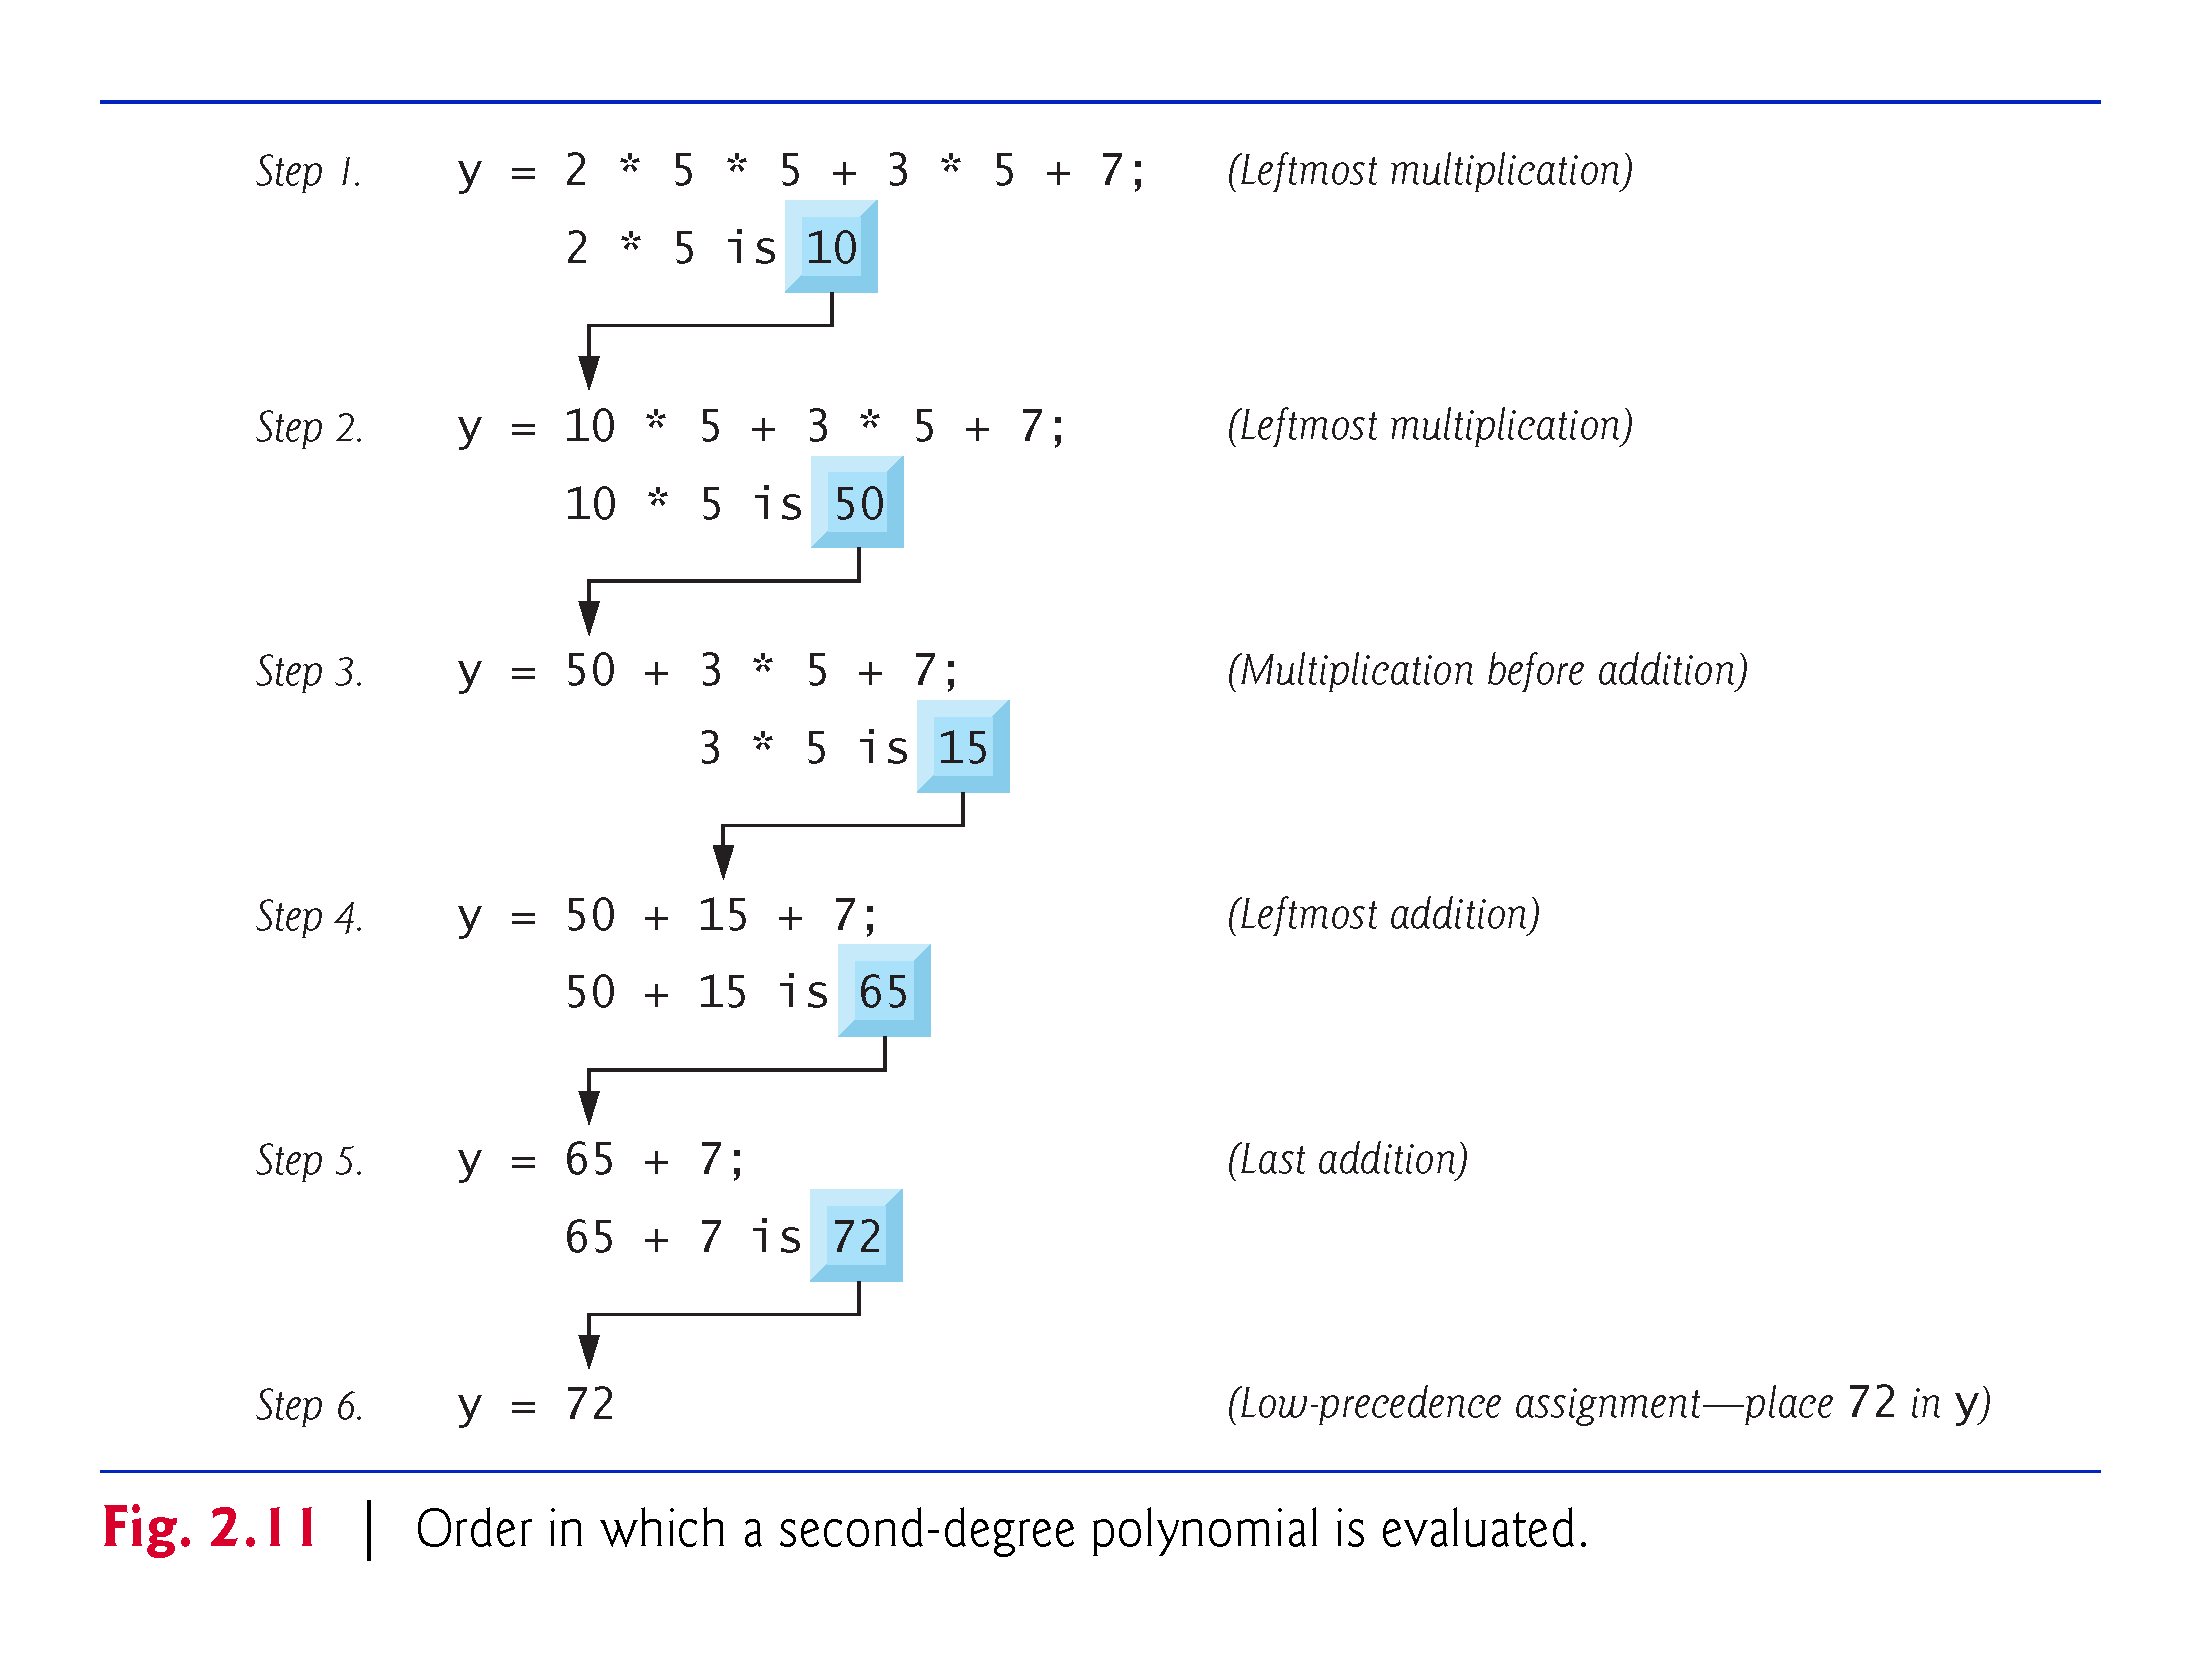 Step 1. y = 2 * 5 * 5 + 3 * 5 + 7; (Leftmost multiplication)
2 * 5 is 10
Step 2. y = 10 * 5 + 3 * 5 + 7; (Leftmost multiplication)
10 * 5 is 50
Step 3. y = 50 + 3 * 5 + 7; (Multiplication before addition)
3 * 5 is 15
Step 4. y = 50 + 15 + 7; (Leftmost addition)
50 + 15 is 65
Step 5. y = 65 + 7; (Last addition)
65 + 7 is 72
Step 6. y = 72 (Low-precedence assignment—place 72 in y)
Fig. 2.11 | Order in which a second-degree polynomial is evaluated.